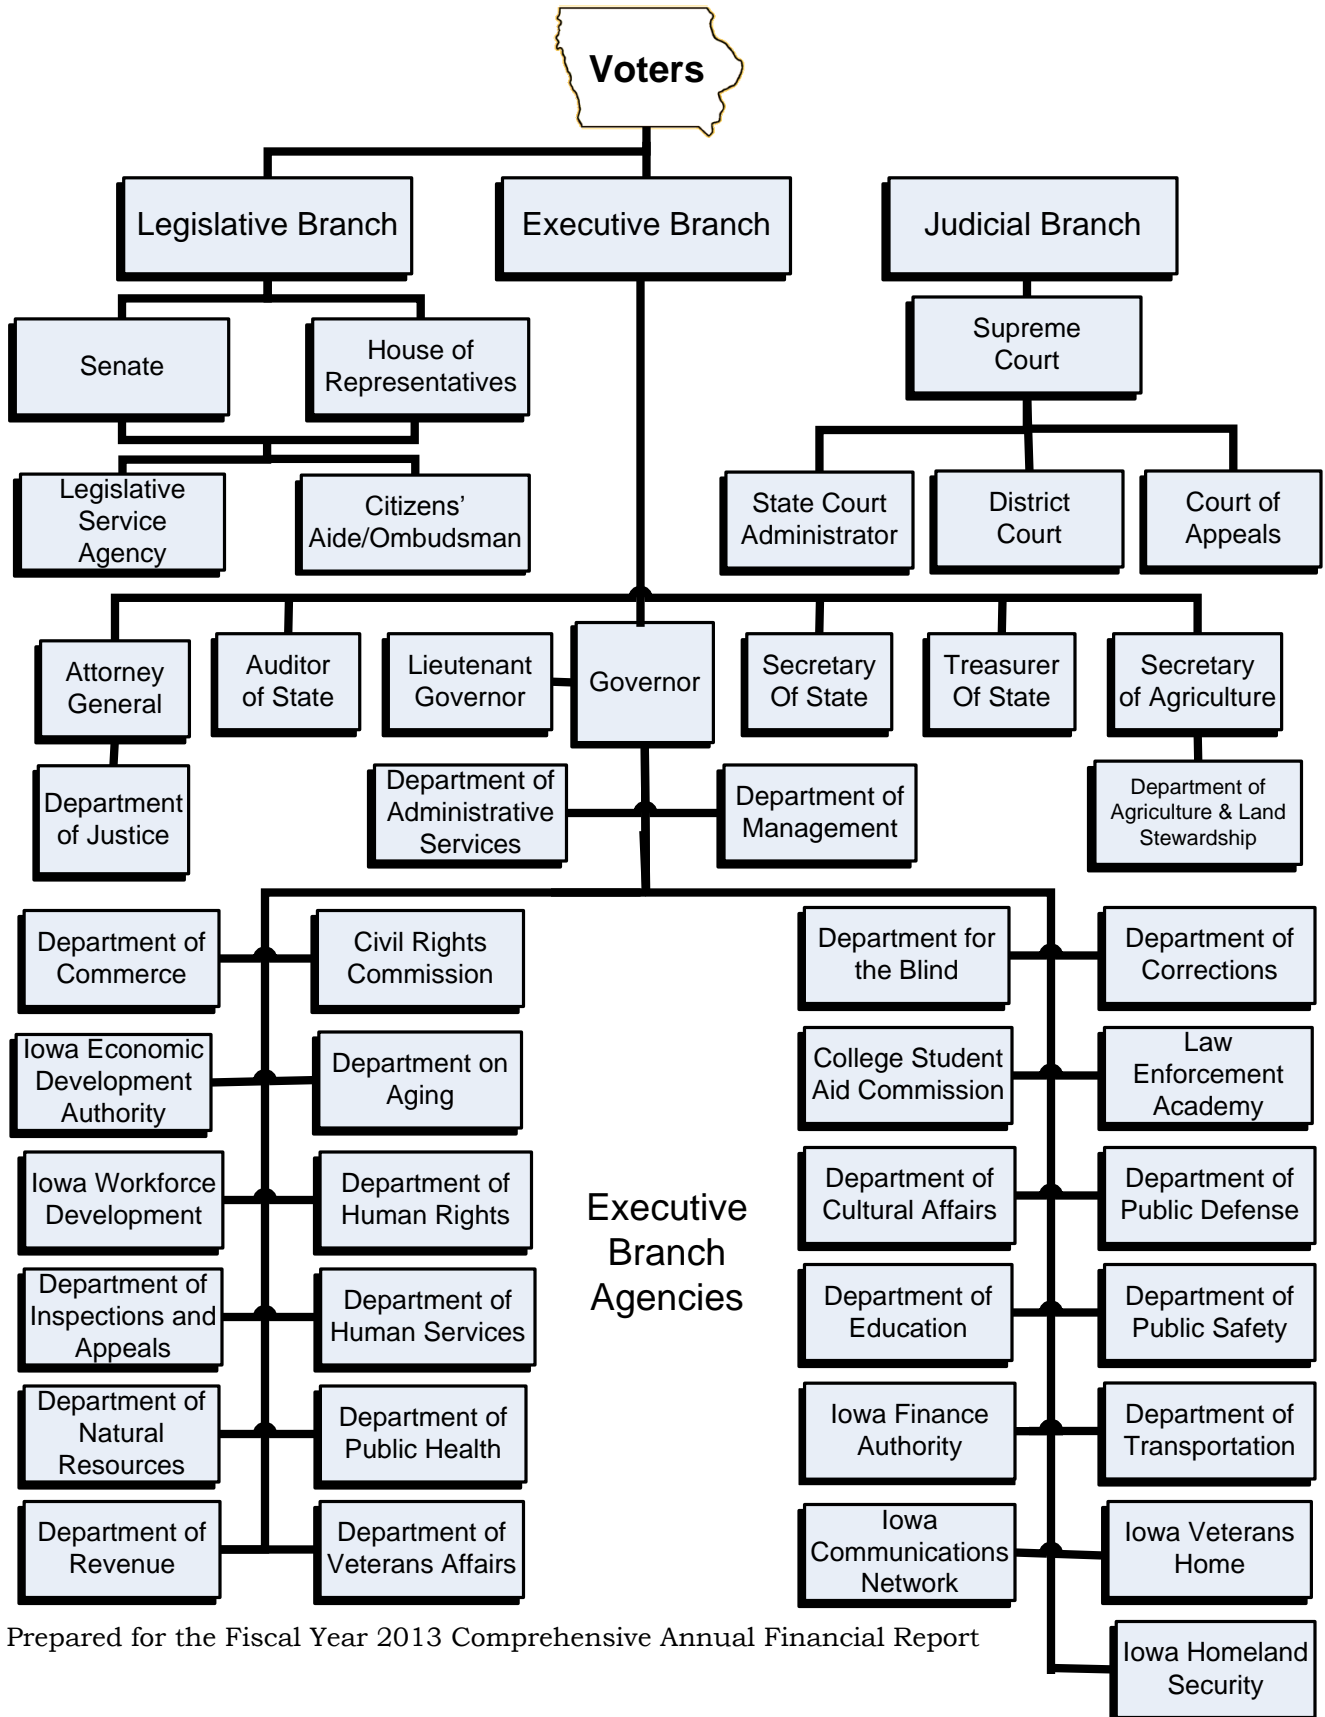 Voters
Legislative Branch
Executive Branch
Judicial Branch
Senate
House of
Representatives
Supreme
Court
Legislative
Service
Agency
Citizens’
Aide/Ombudsman
State Court
Administrator
District
Court
Court of
Appeals
Attorney
General
Auditor
of State
Lieutenant
Governor
Governor
Secretary
Of State
Treasurer
Of State
Secretary
of Agriculture
Department
of Justice
Department of
Administrative
Services
Department of
Management
Department of
Agriculture & Land
Stewardship
Department of
Commerce
Civil Rights
Commission
Department for
the Blind
Department of
Corrections
Iowa Economic
Development
Authority
Department on
Aging
College Student
Aid Commission
Law
Enforcement
Academy
Iowa Workforce
Development
Department of
Human Rights
Executive
Branch
Agencies
Department of
Cultural Affairs
Department of
Public Defense
Department of
Inspections and
Appeals
Department of
Human Services
Department of
Education
Department of
Public Safety
Department of
Natural
Resources
Department of
Public Health
Iowa Finance
Authority
Department of
Transportation
Department of
Revenue
Department of
Veterans Affairs
Iowa
Communications
Network
Iowa Veterans
Home
Prepared for the Fiscal Year 2013 Comprehensive Annual Financial Report
Iowa Homeland
Security